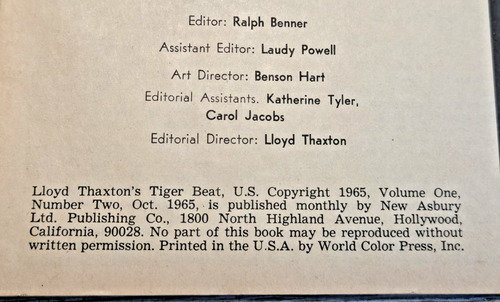 Editor: Ralph Benner
Assistant Editor: Laudy Powell
Art Director: Benson Hart
Editorial Assistants. Katherine Tyler,
Carol Jacobs
Editorial Director: Lloyd Thaxton
Lloyd Thaxton's Tiger Beat, U.S. Copyright 1965, Volume One,
Number Two, Oct. 1965, is published monthly by New Asbury
Ltd. Publishing Co., 1800 North Highland Avenue, Hollywood,
California, 90028. No part of this book may be reproduced without
written permission. Printed in the U.S.A. by World Color Press, Inc.